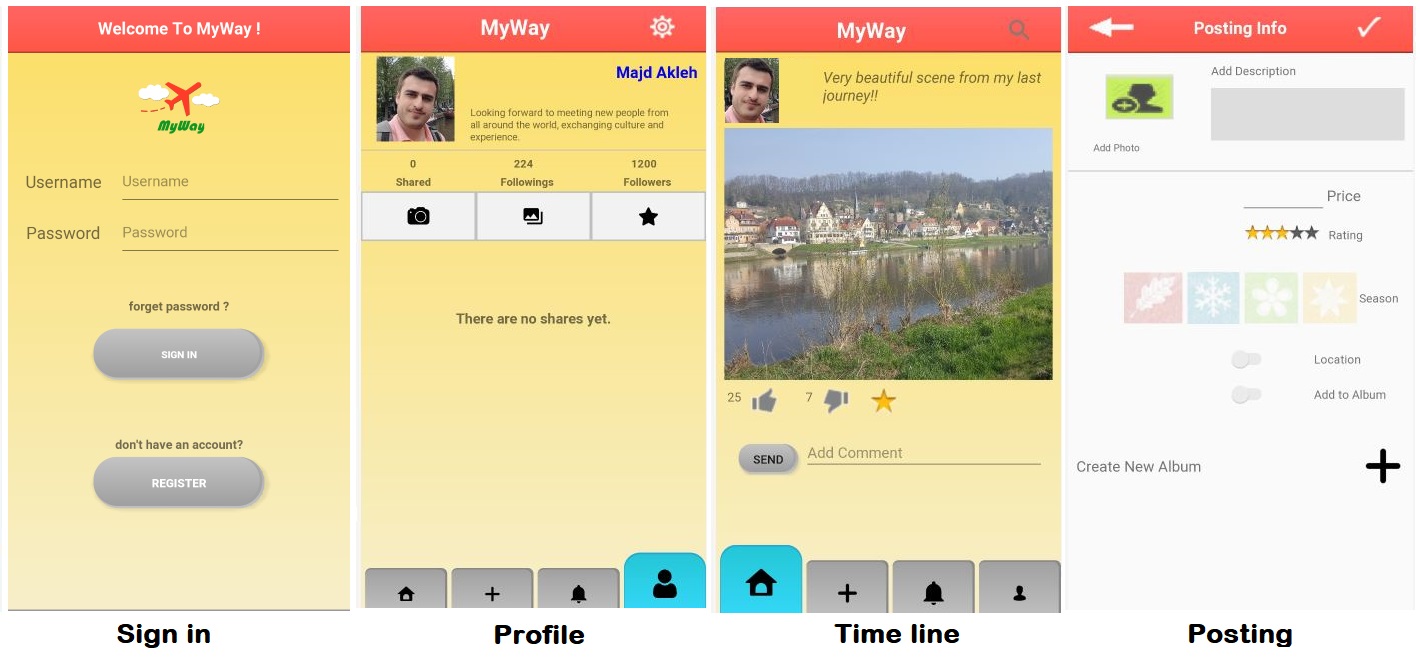 Welcome To MyWay !
MyWay
Username
Username
Password
Password
forget password ?
SIGN IN
don't have an account?
REGISTER
Sign in
MyWay
Majd Akleh
Looking forward to meeting new people from
all around the world, exchanging culture and
experience.
0
224
1200
Shared
Followings
Followers
There are no shares yet.
Profile
MyWay
Very beautiful scene from my last
journey!!
25
7
SEND
Add Comment
Time line
Posting Info
Add Description
Add Photo
Price
Rating
Season
Location
Add to Album
Create New Album
Posting